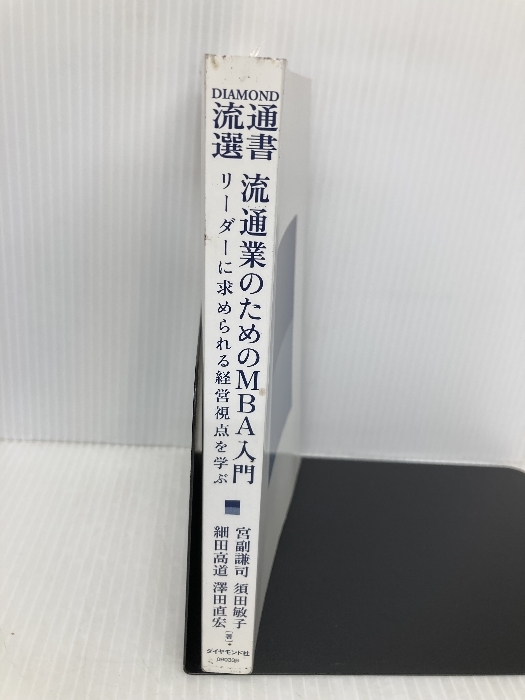 DIAMOND
流通
選書
流通業のためのMBA入門
リーダーに求められる経営視点を学ぶ
宮副謙司 須田敏子
細田高道 澤田直宏 [著]
ダイヤモンド社